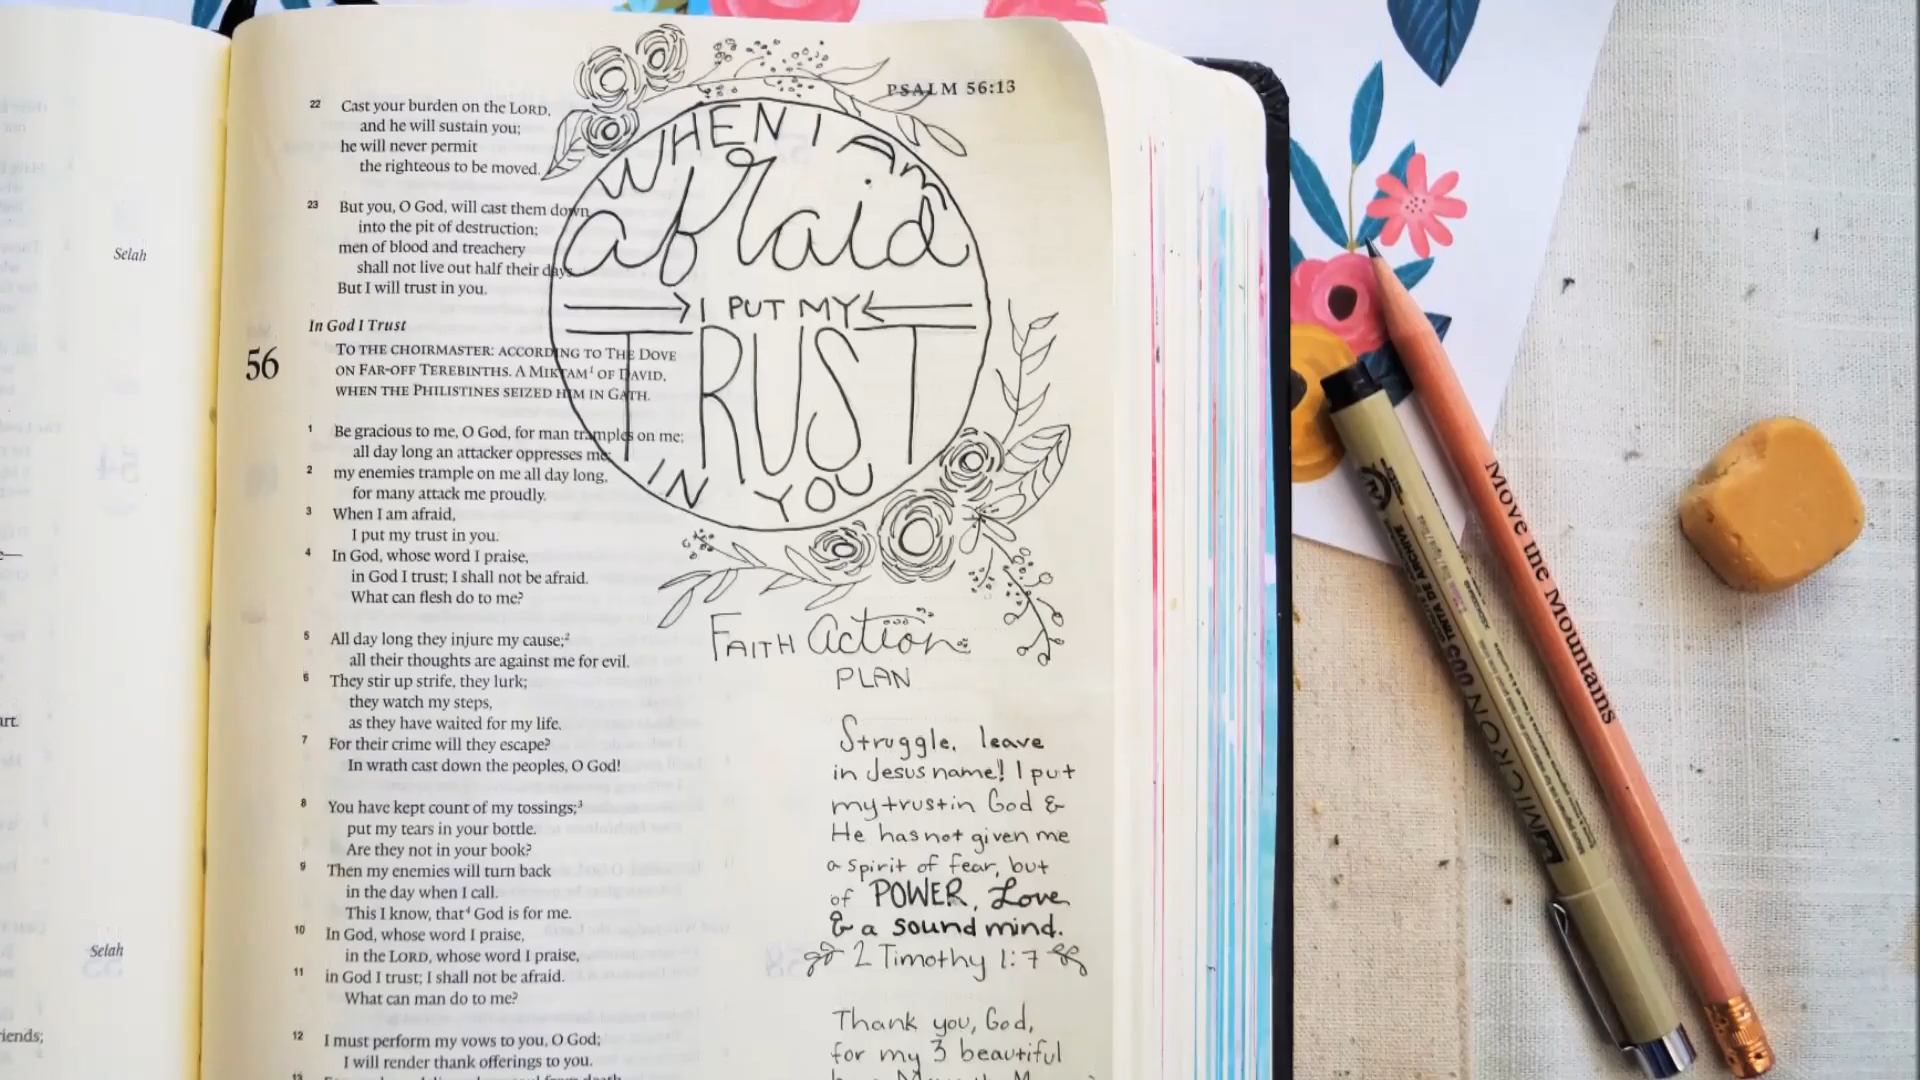 Selah
Selah
art.
iends;
PSALM 56:13
22 Cast your burden on the LORD,
and he will sustain you;
he will never permit
the righteous to be moved.
23 But you, O God, will cast them down
into the pit of destruction;
men of blood and treachery
shall not live out half their days.
But I will trust in you.
In God I Trust
56
TO THE CHOIRMASTER: ACCORDING TO THE DOVE
ON FAR-OFF TEREBINTHS. A MIKTAM¹ OF DAVID,
WHEN THE PHILISTINES SEIZED HIM IN GATH.
1 Be gracious to me, O God, for man tramples on me;
all day long an attacker oppresses me;
2 my enemies trample on me all day long,
for many attack me proudly.
3 When I am afraid,
I put my trust in you.
4 In God, whose word I praise,
in God I trust; I shall not be afraid.
What can flesh do to me?
5 All day long they injure my cause;²
all their thoughts are against me for evil.
6 They stir up strife, they lurk;
they watch my steps,
as they have waited for my life.
7 For their crime will they escape?
In wrath cast down the peoples, O God!
8 You have kept count of my tossings;³
put my tears in your bottle.
Are they not in your book?
9 Then my enemies will turn back
in the day when I call.
This I know, that⁴ God is for me.
10 In God, whose word I praise,
in the LORD, whose word I praise,
11 in God I trust; I shall not be afraid.
What can man do to me?
12 I must perform my vows to you, O God;
I will render thank offerings to you.
13
WHEN I AM
afraid
I PUT MY
TRUST
IN YOU
FAITH action
PLAN
Struggle, leave
in Jesus name! I put
my trust in God &
He has not given me
a spirit of fear, but
of POWER, Love
& a sound mind.
2 Timothy 1:7
Thank you, God,
for my 3 beautiful
Move the Mountains
MICRON 005
TINTA DE ARCHIVE